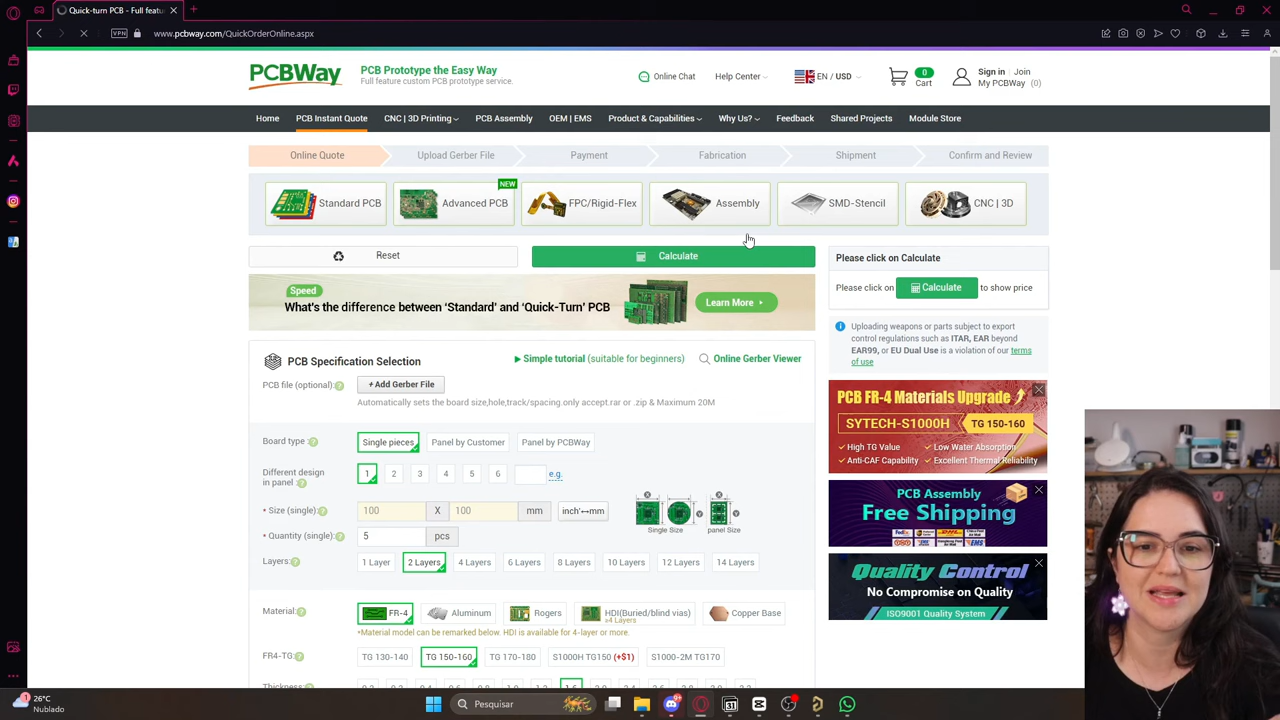 Quick-turn PCB - Full featu
VPN
www.pcbway.com/QuickOrderOnline.aspx
PCBWay
PCB Prototype the Easy Way
Full feature custom PCB prototype service.
Online Chat
Help Center
EN / USD
0
Cart
Sign in
Join
My PCBWay
(0)
Home
PCB Instant Quote
CNC | 3D Printing
PCB Assembly
OEM | EMS
Product & Capabilities
Why Us?
Feedback
Shared Projects
Module Store
Online Quote
Upload Gerber File
Payment
Fabrication
Shipment
Confirm and Review
Standard PCB
NEW
Advanced PCB
FPC/Rigid-Flex
Assembly
SMD-Stencil
CNC | 3D
Reset
Calculate
Speed
What's the difference between 'Standard' and 'Quick-Turn' PCB
Learn More
Please click on Calculate
Please click on Calculate to show price
Uploading weapons or parts subject to export
control regulations such as ITAR, EAR beyond
EAR99, or EU Dual Use is a violation of our terms
of use
PCB Specification Selection
Simple tutorial (suitable for beginners)
Online Gerber Viewer
PCB file (optional):
+ Add Gerber File
Automatically sets the board size,hole,track/spacing.only accept.rar or .zip & Maximum 20M
Board type :
Single pieces
Panel by Customer
Panel by PCBWay
Different design
in panel :
1 2 3 4 5 6
e.g.
* Size (single):
100 X 100 mm
inch'↔mm
Single Size
panel Size
* Quantity (single):
5 pcs
Layers:
1 Layer
2 Layers
4 Layers
6 Layers
8 Layers
10 Layers
12 Layers
14 Layers
Material:
FR-4
Aluminum
Rogers
HDI(Buried/blind vias)
≥4 Layers
Copper Base
*Material model can be remarked below. HDI is available for 4-layer or more.
FR4-TG:
TG 130-140
TG 150-160
TG 170-180
S1000H TG150 (+$1)
S1000-2M TG170
Thickness:
PCB FR-4 Materials Upgrade
SYTECH-S1000H
TG 150-160
High TG Value
Low Water Absorption
Anti-CAF Capability
Excellent Thermal Reliability
PCB Assembly
Free Shipping
Quality Control
No Compromise on Quality
ISO9001 Quality System
1
26°C
Nublado
Pesquisar